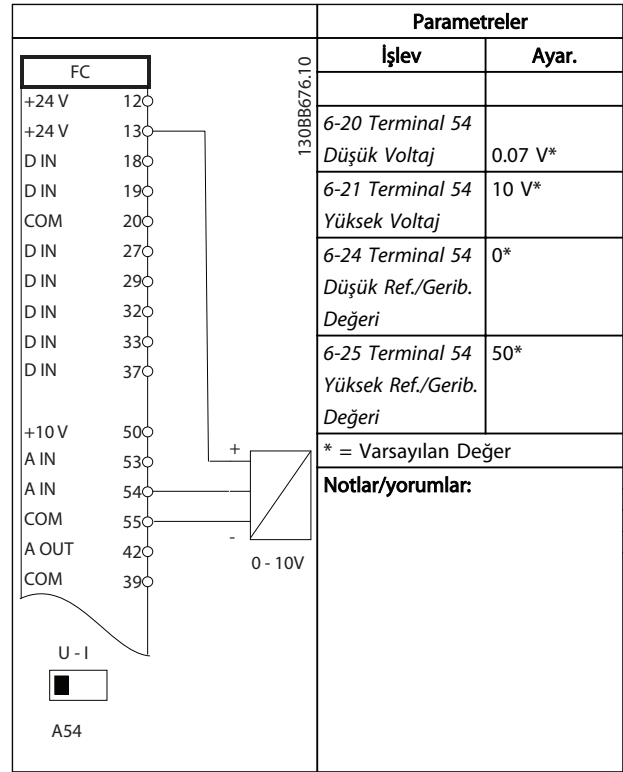 Parametreler
İşlev Ayar.
FC
130BB676.10
+24 V 12
+24 V 13
D IN 18
D IN 19
COM 20
D IN 27
D IN 29
D IN 32
D IN 33
D IN 37
+10 V 50
A IN 53
A IN 54
COM 55
A OUT 42
COM 39
+
-
0 - 10V
U - I
A54
6-20 Terminal 54
Düşük Voltaj 0.07 V*
6-21 Terminal 54 10 V*
Yüksek Voltaj
6-24 Terminal 54 0*
Düşük Ref./Gerib.
Değeri
6-25 Terminal 54 50*
Yüksek Ref./Gerib.
Değeri
* = Varsayılan Değer
Notlar/yorumlar: